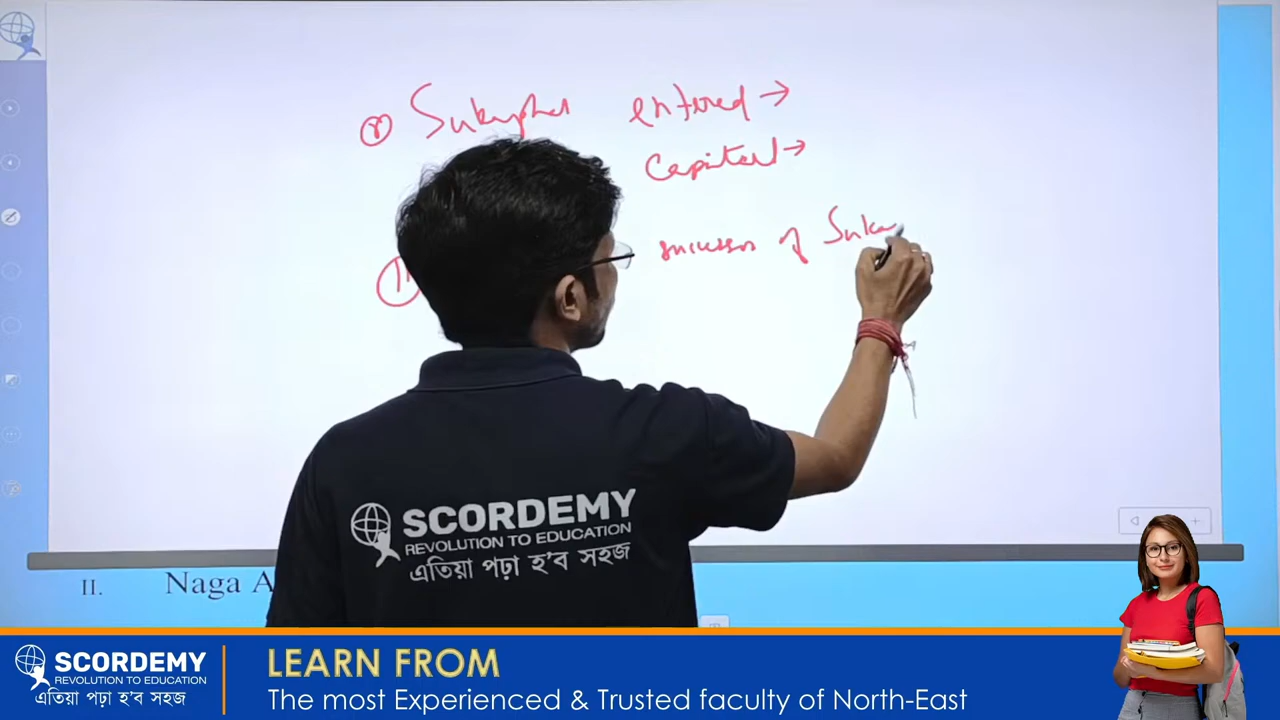 Sukapha entered →
Capital →
successor of Suka
SCORDEMY
REVOLUTION TO EDUCATION
এতিয়া পঢ়া হ'ব সহজ
II. Naga A
SCORDEMY
REVOLUTION TO EDUCATION
এতিয়া পঢ়া হ'ব সহজ
LEARN FROM
The most Experienced & Trusted faculty of North-East